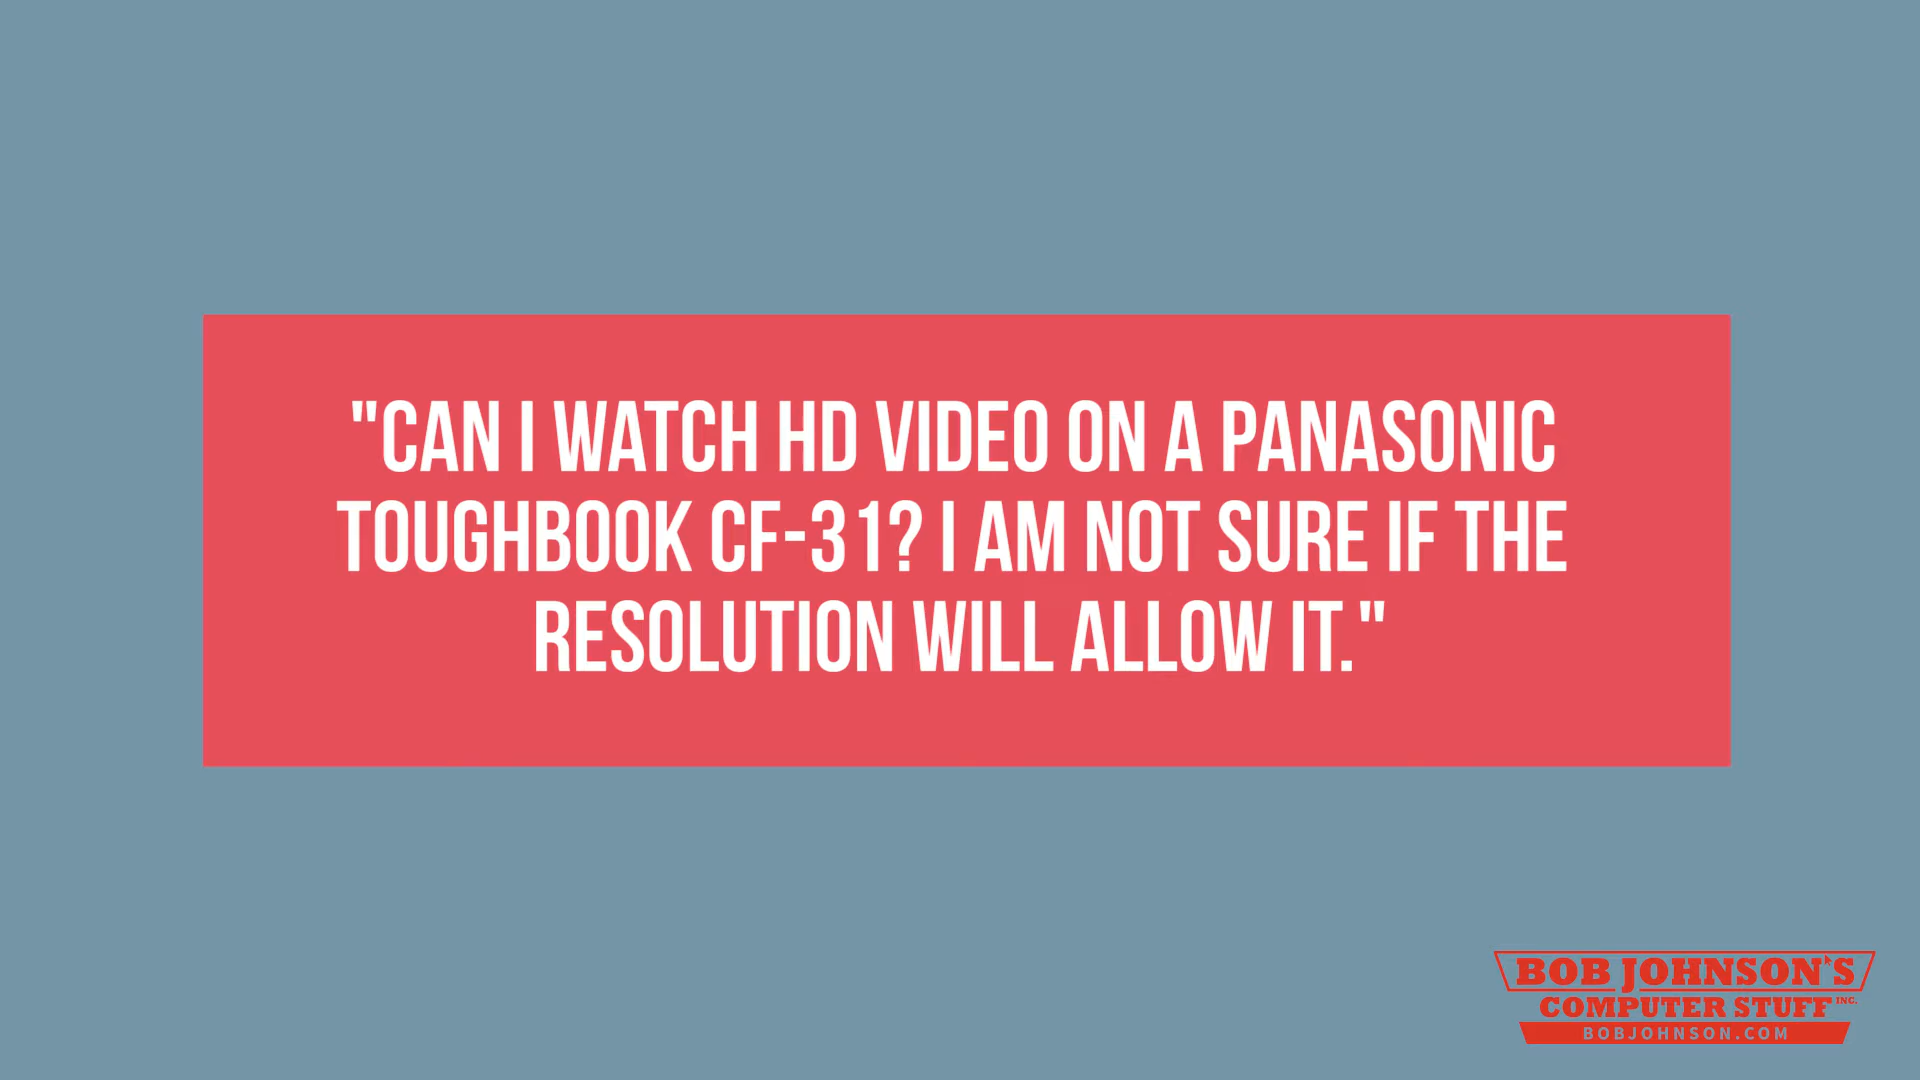 "CAN I WATCH HD VIDEO ON A PANASONIC
TOUGHBOOK CF-31? I AM NOT SURE IF THE
RESOLUTION WILL ALLOW IT."
BOB JOHNSON'S
COMPUTER STUFF INC.
BOBJOHNSON.COM